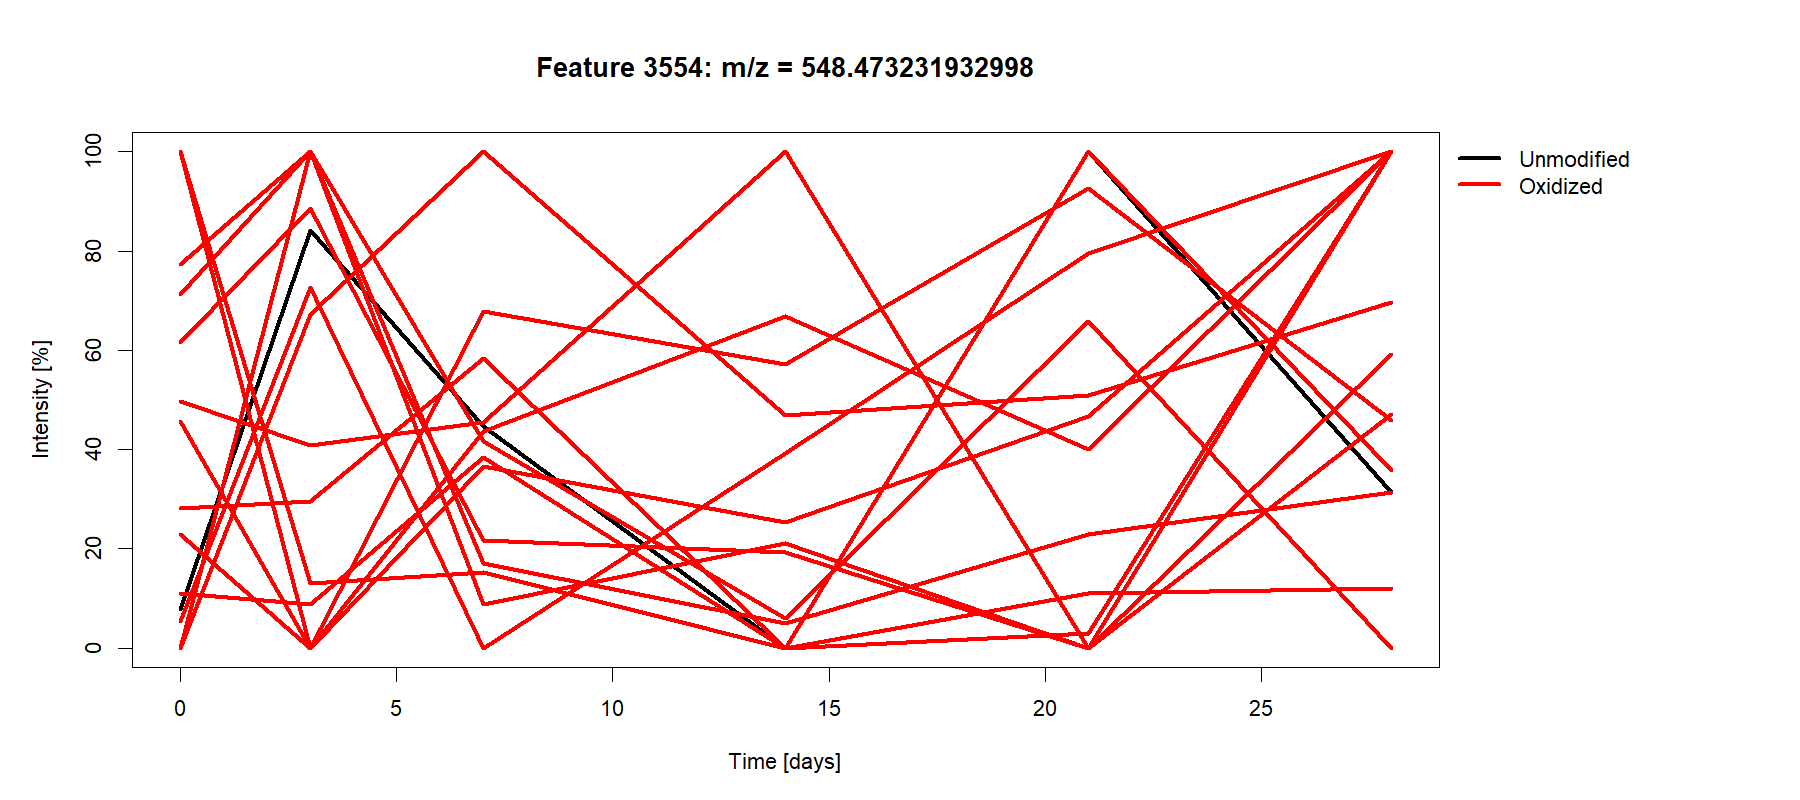 Feature 3554: m/z = 548.473231932998
Unmodified
Oxidized
Intensity [%]
100
80
60
40
20
0
0 5 10 15 20 25
Time [days]